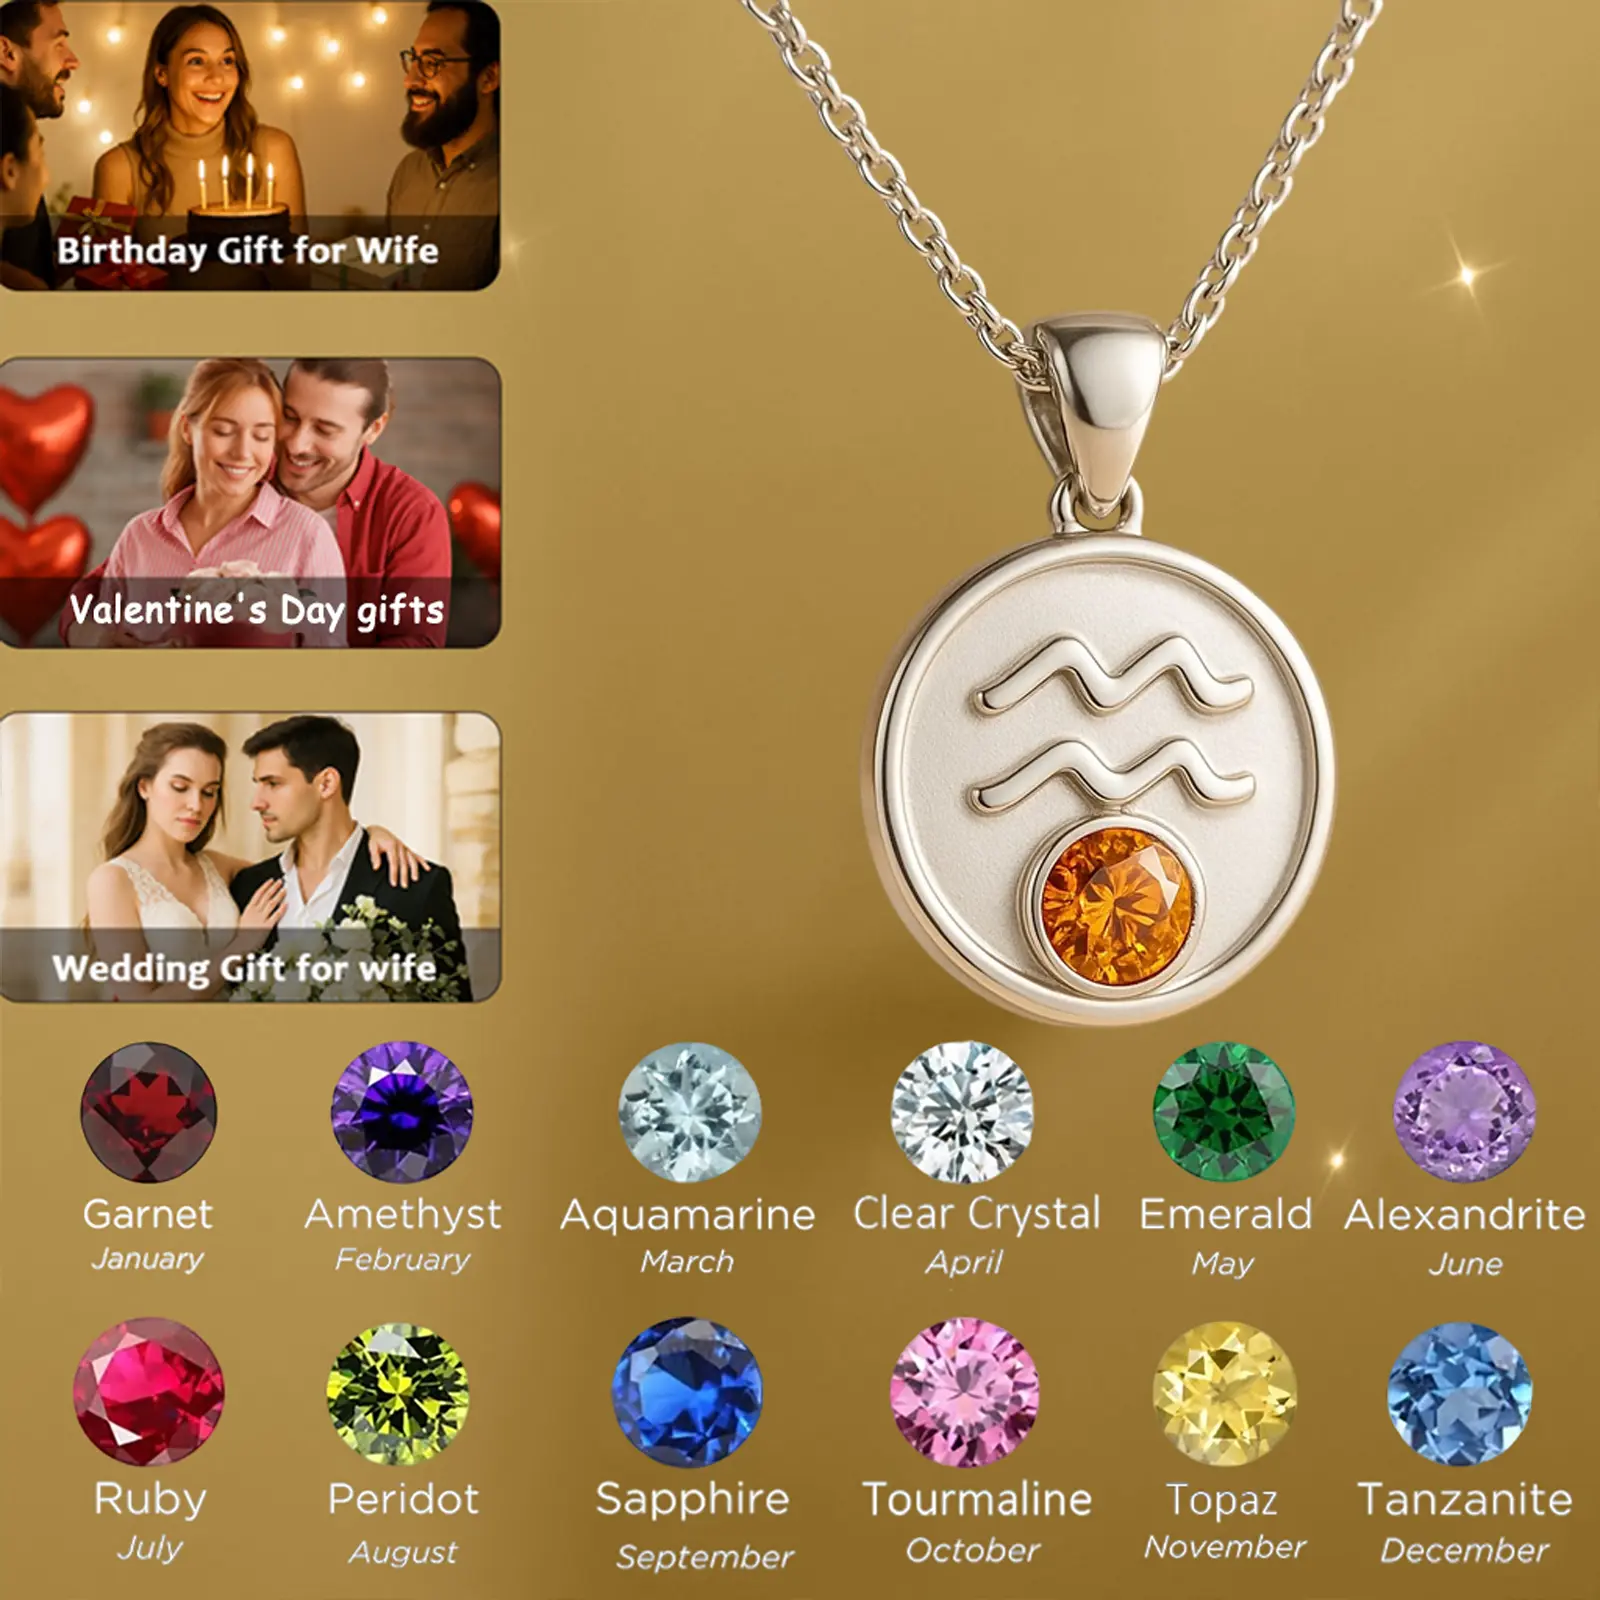 Birthday Gift for Wife
Valentine's Day gifts
Wedding Gift for wife
Garnet
January
Amethyst
February
Aquamarine
March
Clear Crystal
April
Emerald
May
Alexandrite
June
Ruby
July
Peridot
August
Sapphire
September
Tourmaline
October
Topaz
November
Tanzanite
December